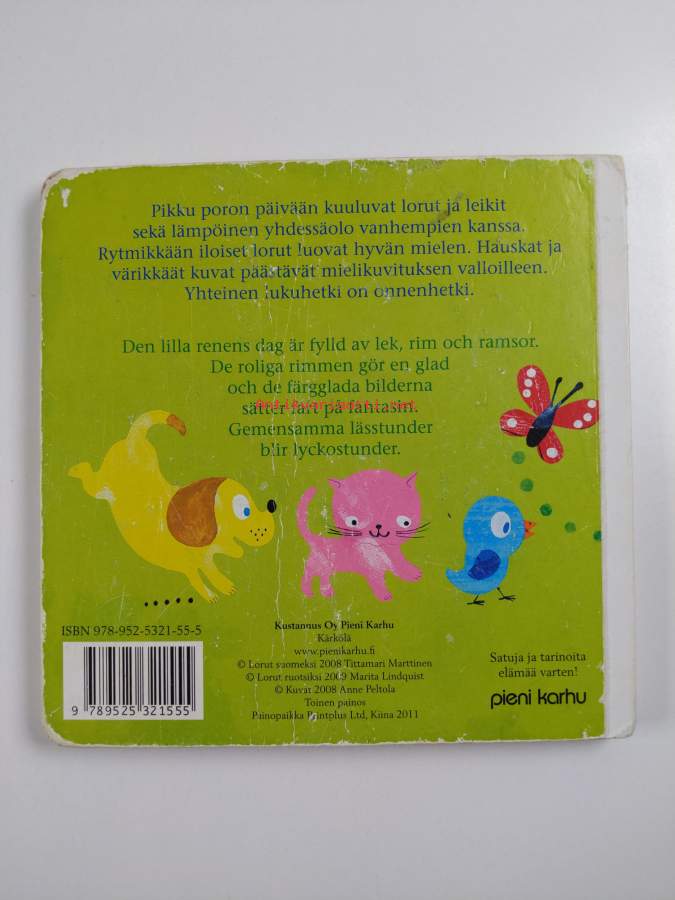 Pikku poron päivään kuuluvat lorut ja leikit
sekä lämpöinen yhdessäolo vanhempien kanssa.
Rytmikkään iloiset lorut luovat hyvän mielen. Hauskat ja
värikkäät kuvat päästävät mielikuvituksen valloilleen.
Yhteinen lukuhetki on onnenhetki.
Den lilla renens dag är fylld av lek, rim och ramsor.
De roliga rimmen gör en glad
och de färgglada bilderna
sätter fart på fantasin.
Gemensamma lässtunder
blir lyckostunder.
ISBN 978-952-5321-55-5
9 789525 321555
Kustannus Oy Pieni Karhu
Kärkölä
www.pienikarhu.fi
© Lorut suomeksi 2008 Tittamari Marttinen
© Lorut ruotsiksi 2009 Marita Lindquist
© Kuvat 2008 Anne Peltola
Toinen painos
Painopaikka Printplus Ltd, Kiina 2011
Satuja ja tarinoita
elämää varten!
pieni karhu